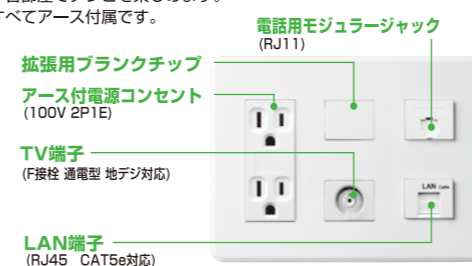 すべてアース付属です。
電話用モジュラージャック
(RJ11)
拡張用ブランクチップ
アース付電源コンセント
(100V 2P1E)
TV端子
(F接栓 通電型 地デジ対応)
LAN端子
(RJ45 CAT5e対応)
LAN Cable